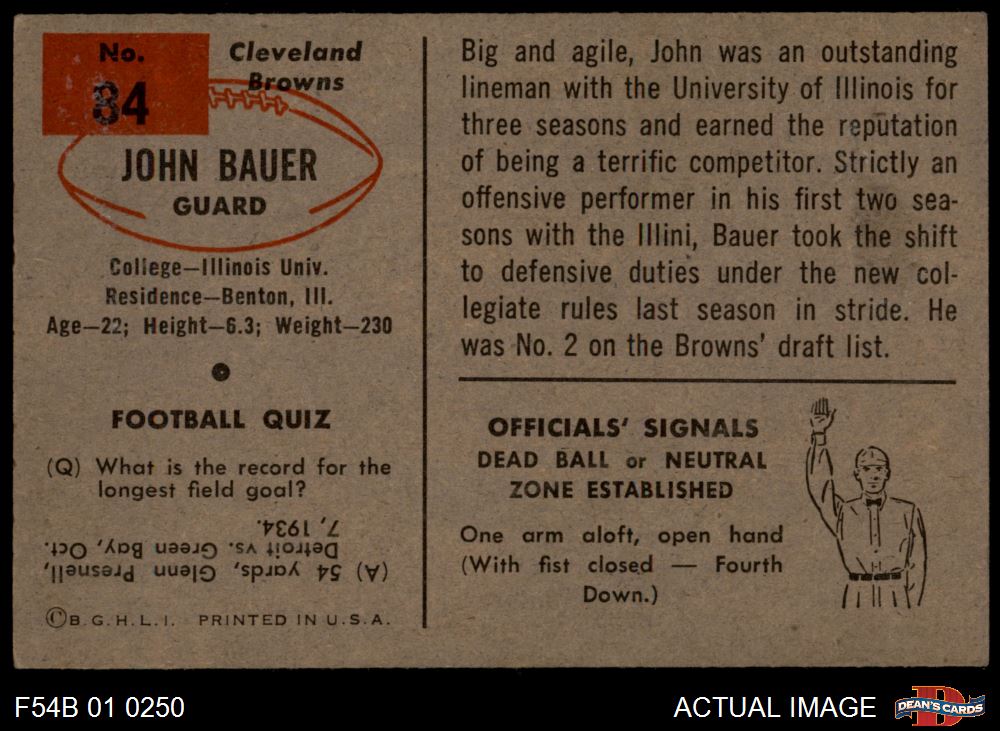 No.
84
Cleveland
Browns
JOHN BAUER
GUARD
College—Illinois Univ.
Residence—Benton, Ill.
Age—22; Height—6.3; Weight—230
FOOTBALL QUIZ
(Q) What is the record for the
longest field goal?
(A) 54 yards, Glenn Presnell,
Detroit vs. Green Bay, Oct.
7, 1934.
©B.G.H.L.I. PRINTED IN U.S.A.
Big and agile, John was an outstanding
lineman with the University of Illinois for
three seasons and earned the reputation
of being a terrific competitor. Strictly an
offensive performer in his first two sea-
sons with the Illini, Bauer took the shift
to defensive duties under the new col-
legiate rules last season in stride. He
was No. 2 on the Browns' draft list.
OFFICIALS' SIGNALS
DEAD BALL or NEUTRAL
ZONE ESTABLISHED
One arm aloft, open hand
(With fist closed — Fourth
Down.)
F54B 01 0250
ACTUAL IMAGE
DEAN'S CARDS